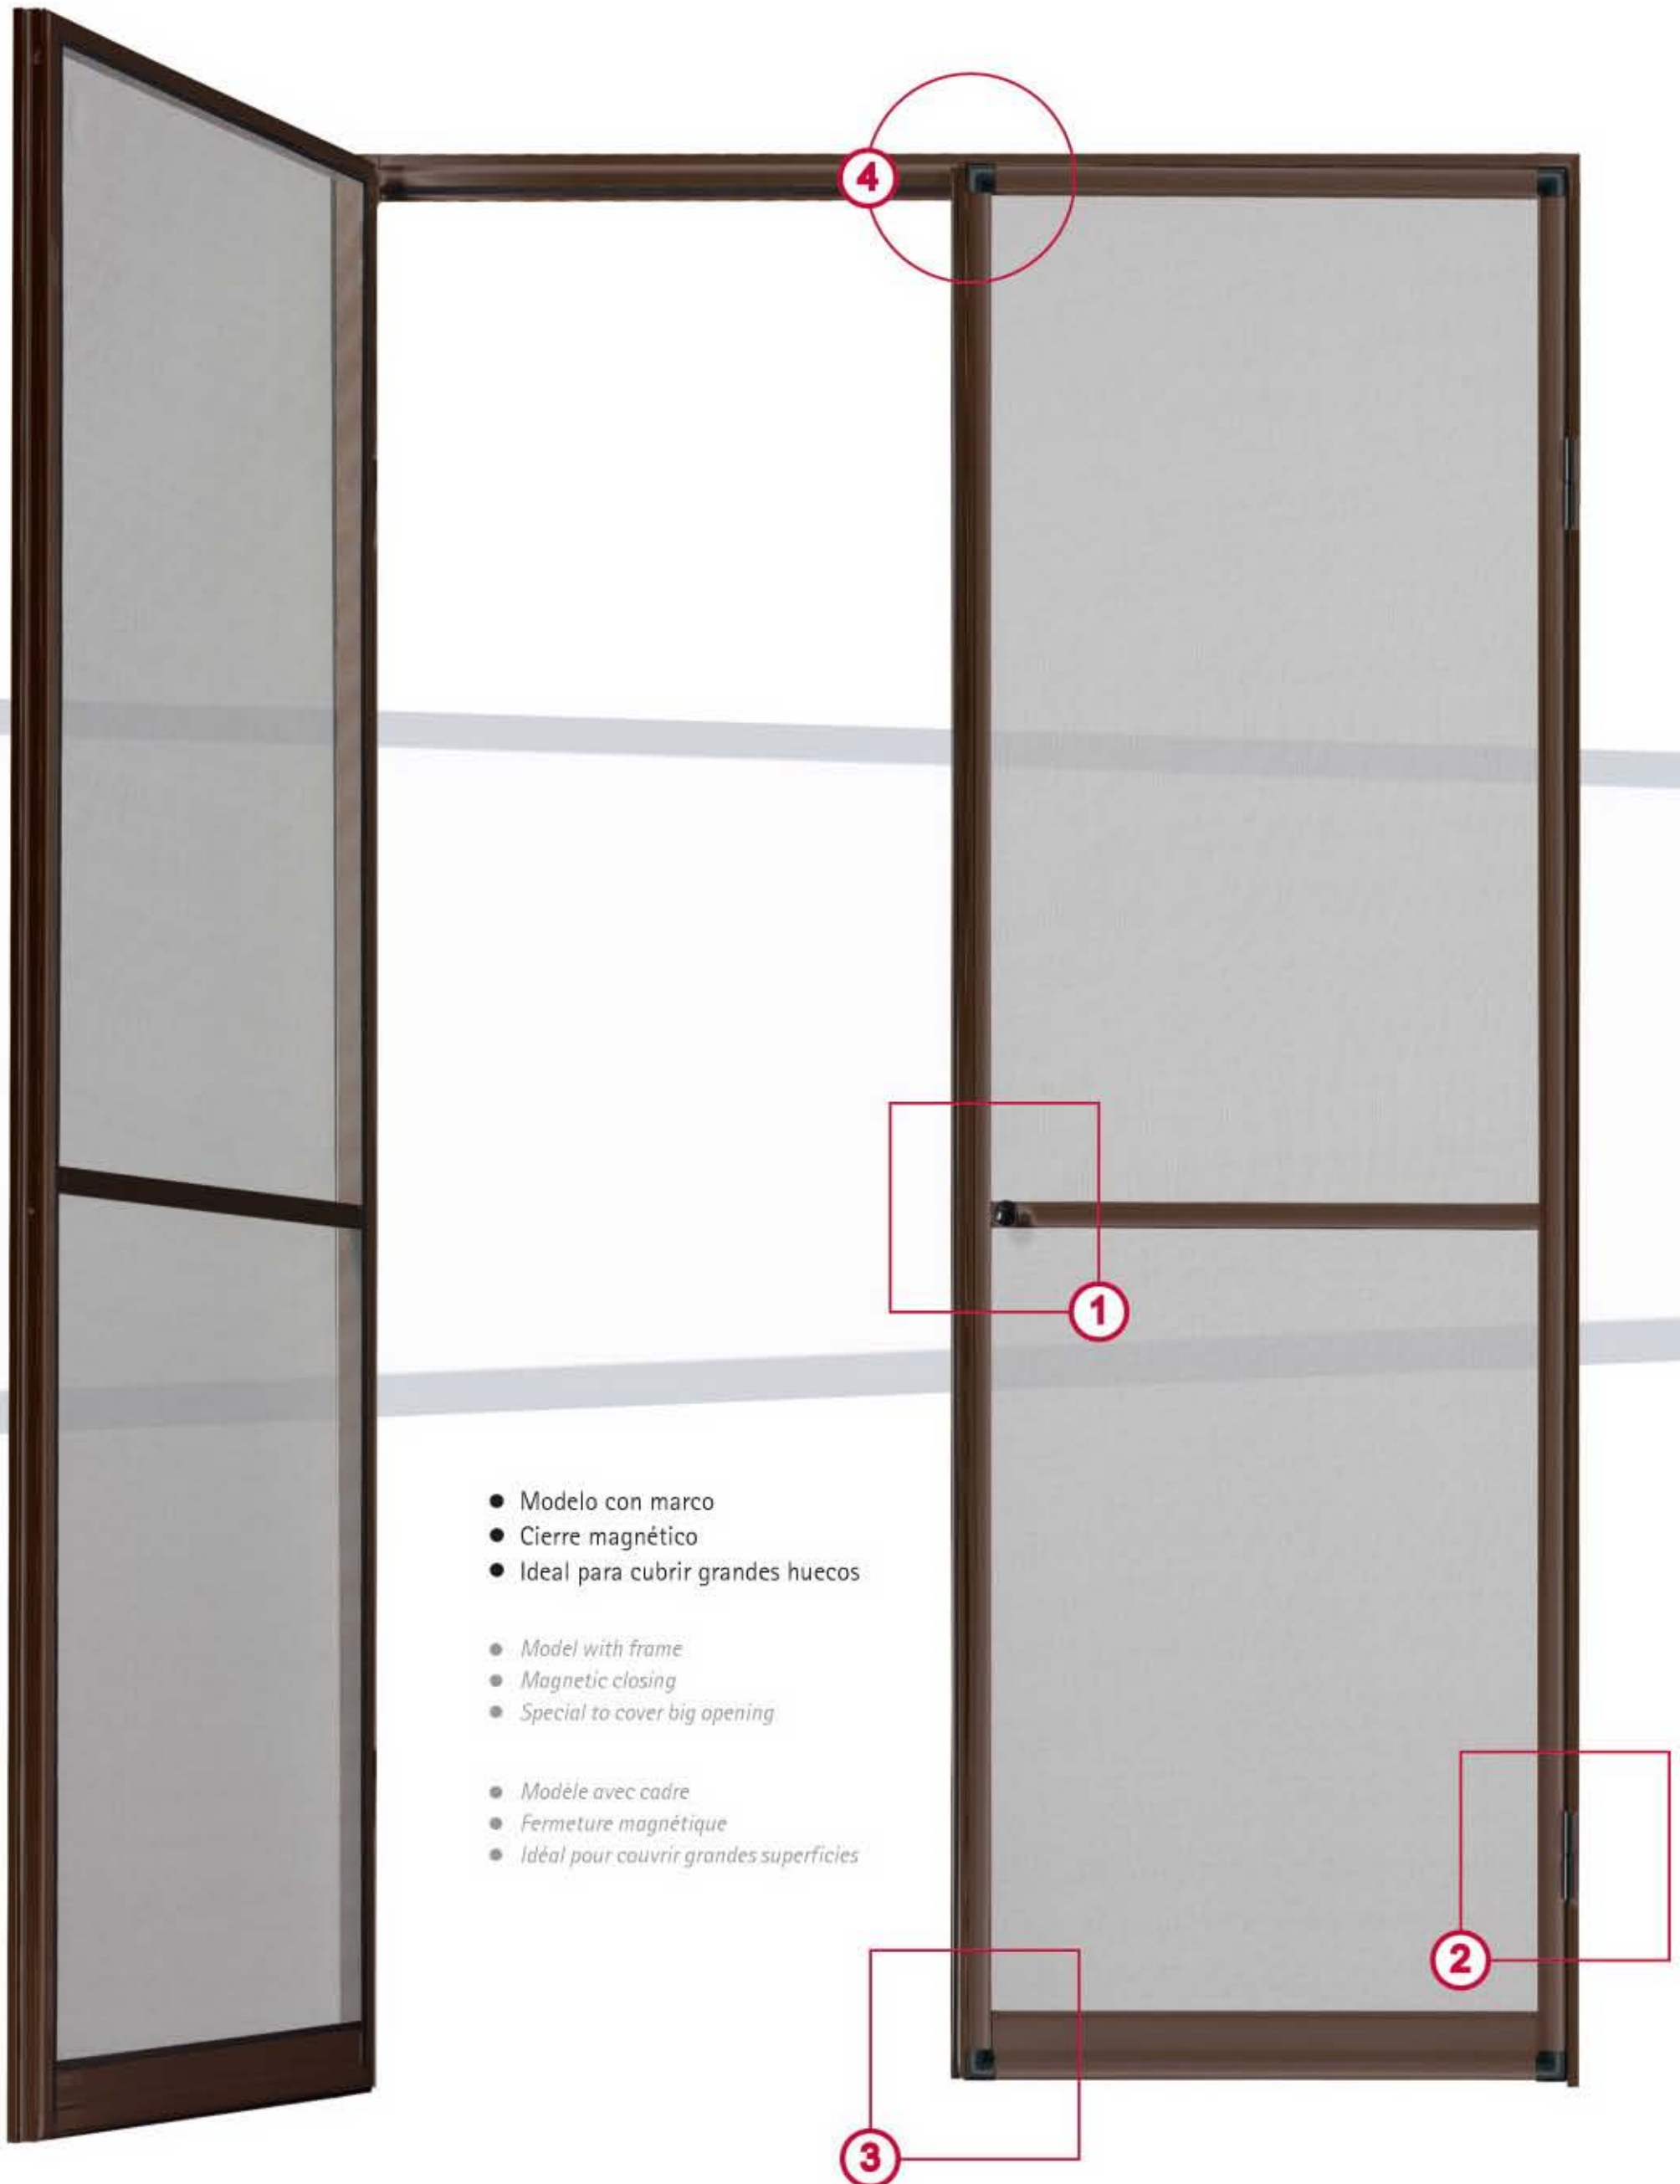 4
1
● Modelo con marco
● Cierre magnético
● Ideal para cubrir grandes huecos
● Model with frame
● Magnetic closing
● Special to cover big opening
● Modèle avec cadre
● Fermeture magnétique
● Idéal pour couvrir grandes superficies
2
3